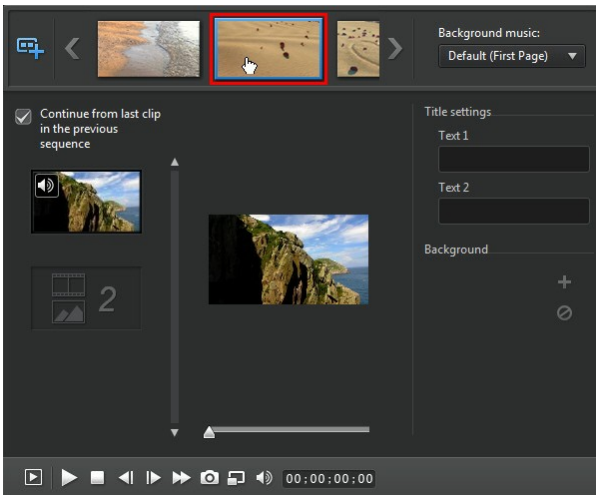 Background music:
Default (First Page)
Continue from last clip
in the previous
sequence
2
Title settings
Text 1
Text 2
Background
00;00;00;00